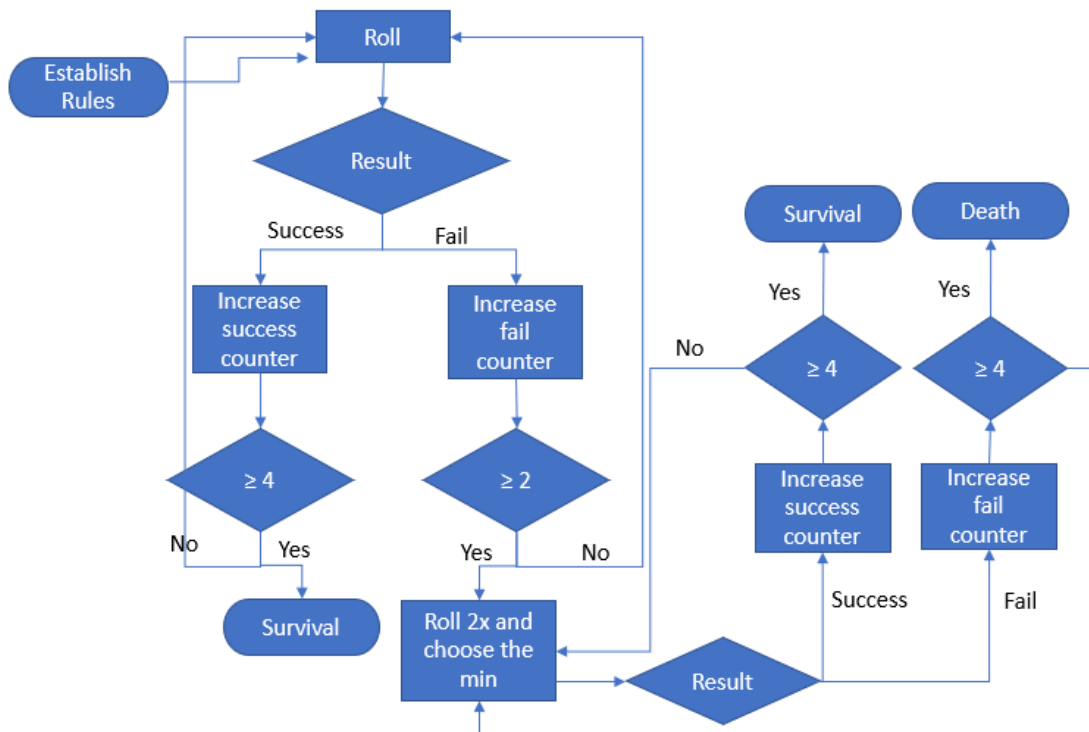 Roll
Establish
Rules
Result
Success
Fail
Increase
success
counter
Increase
fail
counter
≥ 4
≥ 2
No
Yes
Yes
No
Survival
Roll 2x and
choose the
min
Result
Success
Fail
Increase
success
counter
Increase
fail
counter
≥ 4
≥ 4
No
Yes
Yes
Survival
Death